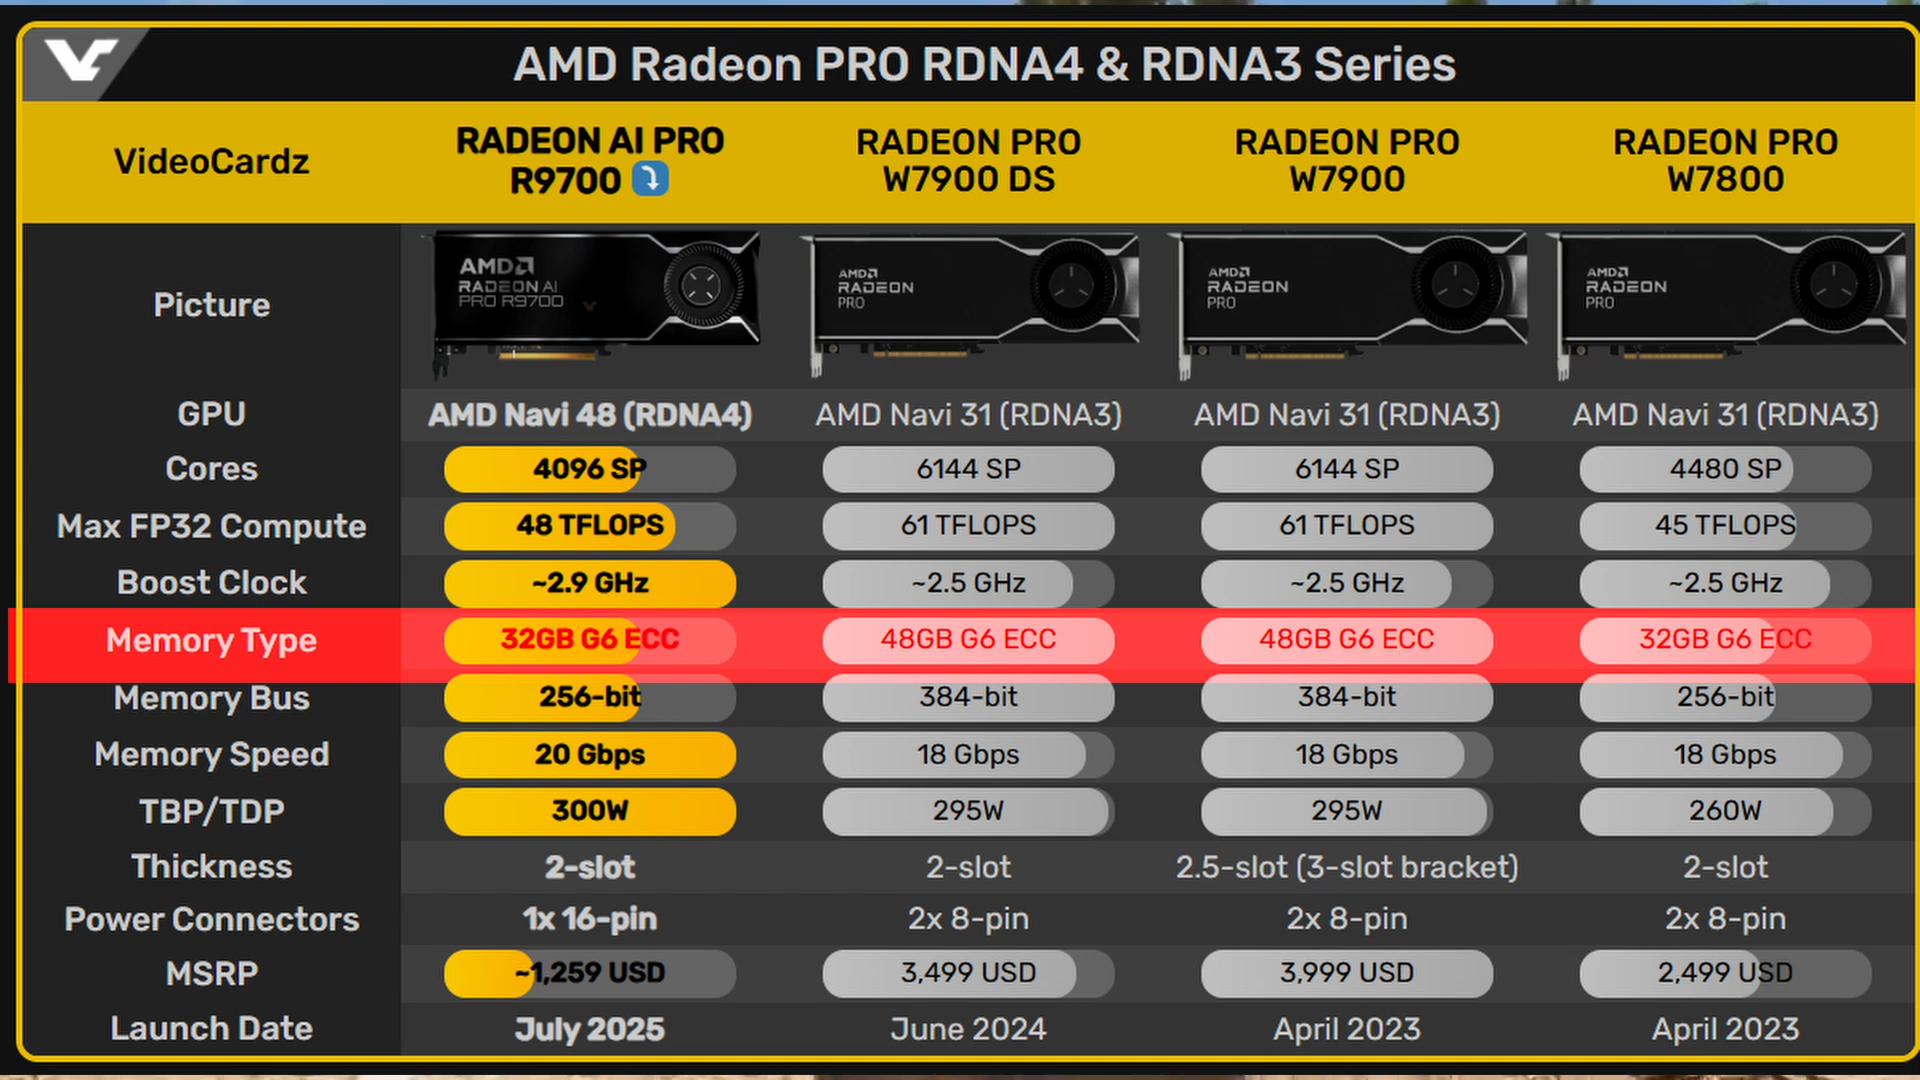 AMD Radeon PRO RDNA4 & RDNA3 Series
VideoCardz
RADEON AI PRO
R9700
RADEON PRO
W7900 DS
RADEON PRO
W7900
RADEON PRO
W7800
Picture
AMD
RADEON AI
PRO R9700
AMD
RADEON
PRO
AMD
RADEON
PRO
AMD
RADEON
PRO
GPU
AMD Navi 48 (RDNA4)
AMD Navi 31 (RDNA3)
AMD Navi 31 (RDNA3)
AMD Navi 31 (RDNA3)
Cores
4096 SP
6144 SP
6144 SP
4480 SP
Max FP32 Compute
48 TFLOPS
61 TFLOPS
61 TFLOPS
45 TFLOPS
Boost Clock
~2.9 GHz
~2.5 GHz
~2.5 GHz
~2.5 GHz
Memory Type
32GB G6 ECC
48GB G6 ECC
48GB G6 ECC
32GB G6 ECC
Memory Bus
256-bit
384-bit
384-bit
256-bit
Memory Speed
20 Gbps
18 Gbps
18 Gbps
18 Gbps
TBP/TDP
300W
295W
295W
260W
Thickness
2-slot
2-slot
2.5-slot (3-slot bracket)
2-slot
Power Connectors
1x 16-pin
2x 8-pin
2x 8-pin
2x 8-pin
MSRP
~1,259 USD
3,499 USD
3,999 USD
2,499 USD
Launch Date
July 2025
June 2024
April 2023
April 2023